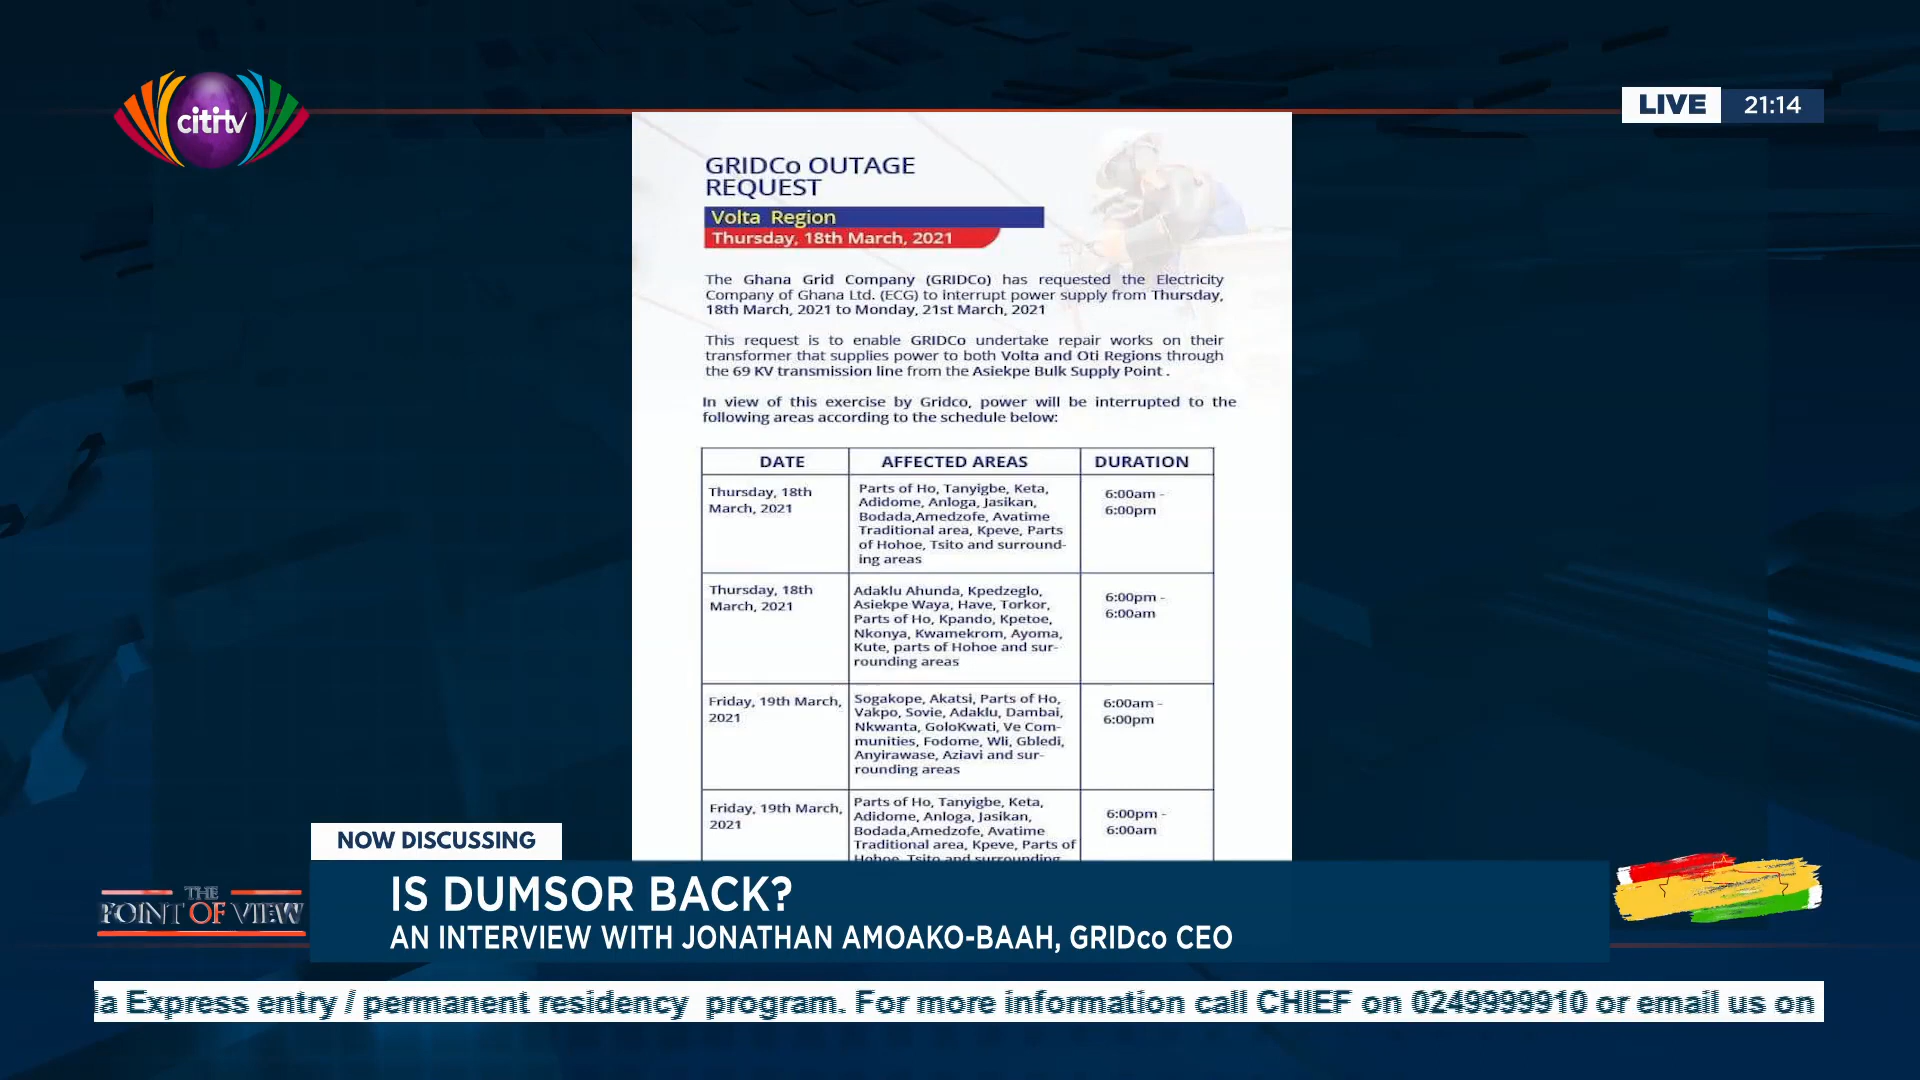 citi tv
LIVE 21:14
GRIDCo OUTAGE
REQUEST
Volta Region
Thursday, 18th March, 2021
The Ghana Grid Company (GRIDCo) has requested the Electricity
Company of Ghana Ltd. (ECG) to interrupt power supply from Thursday,
18th March, 2021 to Monday, 21st March, 2021
This request is to enable GRIDCo undertake repair works on their
transformer that supplies power to both Volta and Oti Regions through
the 69 KV transmission line from the Asiekpe Bulk Supply Point .
In view of this exercise by Gridco, power will be interrupted to the
following areas according to the schedule below:
DATE AFFECTED AREAS DURATION
Thursday, 18th
March, 2021
Parts of Ho, Tanyigbe, Keta,
Adidome, Anloga, Jasikan,
Bodada,Amedzofe, Avatime
Traditional area, Kpeve, Parts
of Hohoe, Tsito and surround-
ing areas
6:00am -
6:00pm
Thursday, 18th
March, 2021
Adaklu Ahunda, Kpedzeglo,
Asiekpe Waya, Have, Torkor,
Parts of Ho, Kpando, Kpetoe,
Nkonya, Kwamekrom, Ayoma,
Kute, parts of Hohoe and sur-
rounding areas
6:00pm -
6:00am
Friday, 19th March,
2021
Sogakope, Akatsi, Parts of Ho,
Vakpo, Sovie, Adaklu, Dambai,
Nkwanta, GoloKwati, Ve Com-
munities, Fodome, Wli, Gbledi,
Anyirawase, Aziavi and sur-
rounding areas
6:00am -
6:00pm
Friday, 19th March,
2021
Parts of Ho, Tanyigbe, Keta,
Adidome, Anloga, Jasikan,
Bodada,Amedzofe, Avatime
Traditional area, Kpeve, Parts of
Hohoe, Tsito and surrounding
6:00pm -
6:00am
NOW DISCUSSING
THE
POINT OF VIEW
IS DUMSOR BACK?
AN INTERVIEW WITH JONATHAN AMOAKO-BAAH, GRIDco CEO
la Express entry / permanent residency program. For more information call CHIEF on 0249999910 or email us on